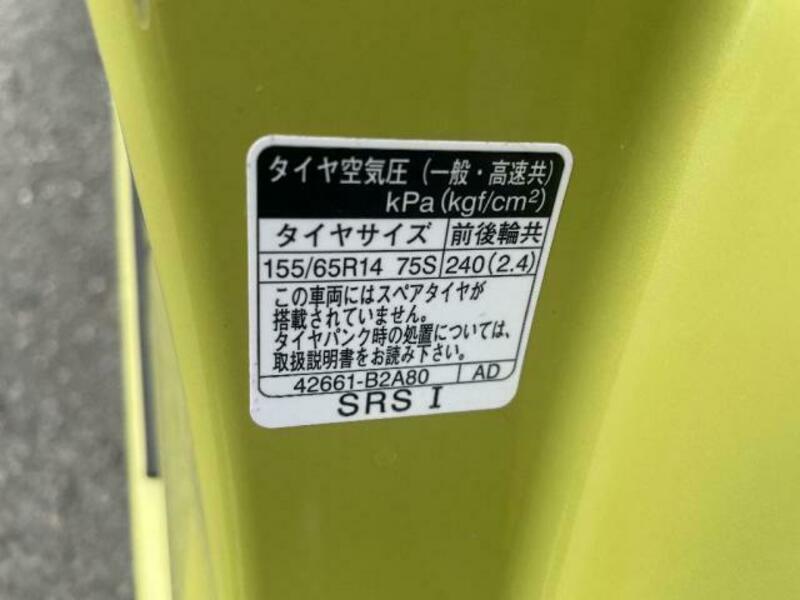 タイヤ空気圧（一般・高速共）
kPa(kgf/cm²)
タイヤサイズ 前後輪共
155/65R14 75S 240(2.4)
この車両にはスペアタイヤが
搭載されていません。
タイヤパンク時の処置については、
取扱説明書をお読み下さい。
42661-B2A80 AD
SRS I